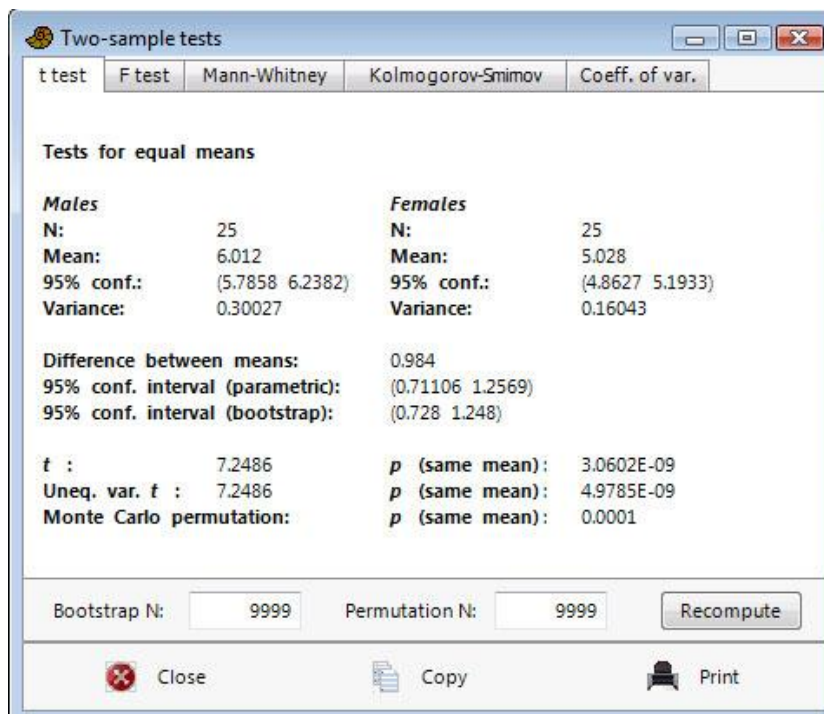 Two-sample tests
t test F test Mann-Whitney Kolmogorov-Smirnov Coeff. of var.
Tests for equal means
Males Females
N: 25 N: 25
Mean: 6.012 Mean: 5.028
95% conf.: (5.7858 6.2382) 95% conf.: (4.8627 5.1933)
Variance: 0.30027 Variance: 0.16043
Difference between means: 0.984
95% conf. interval (parametric): (0.71106 1.2569)
95% conf. interval (bootstrap): (0.728 1.248)
t : 7.2486 p (same mean): 3.0602E-09
Uneq. var. t : 7.2486 p (same mean): 4.9785E-09
Monte Carlo permutation: p (same mean): 0.0001
Bootstrap N: 9999 Permutation N: 9999 Recompute
Close Copy Print